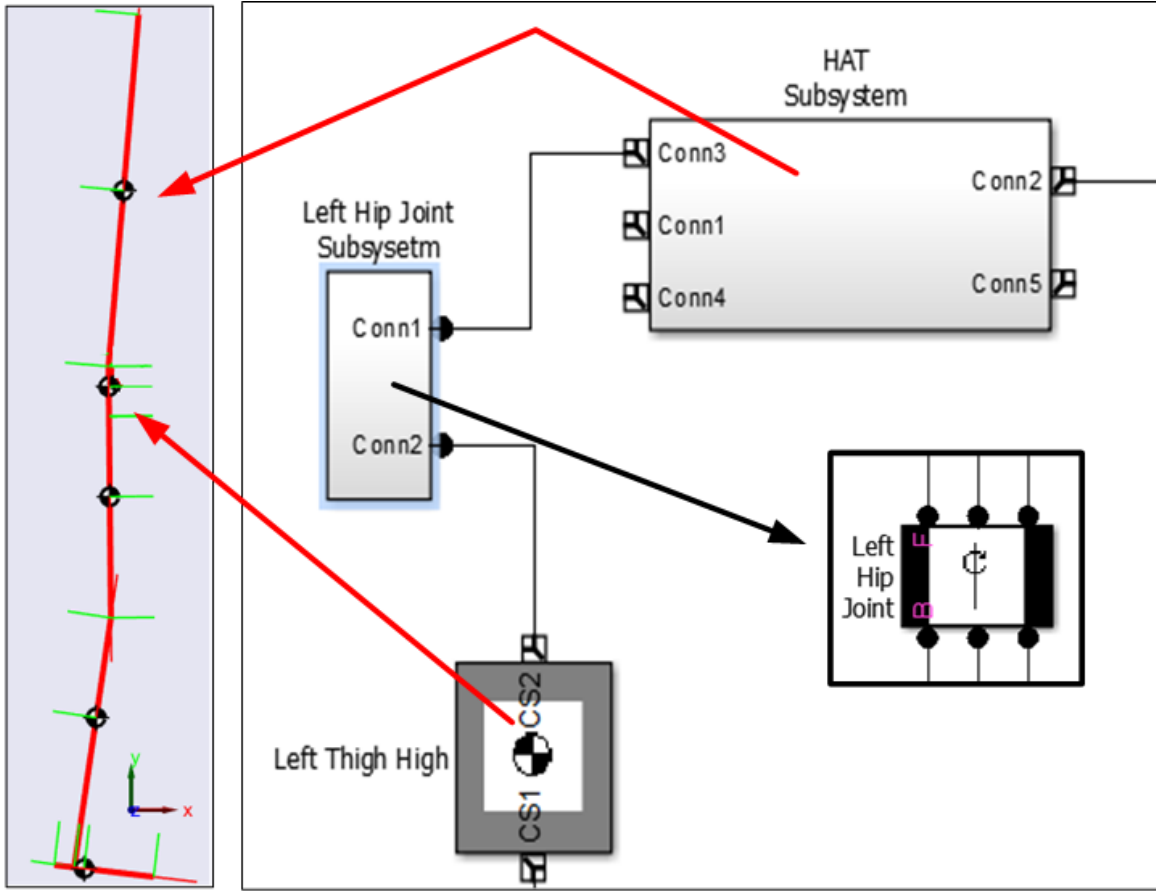 HAT
Subsystem
Conn3
Conn1
Conn4
Conn2
Conn5
Left Hip Joint
Subsysetm
Conn1
Conn2
Left
Hip
Joint
F
B
CS2
CS1
Left Thigh High
y
z
x